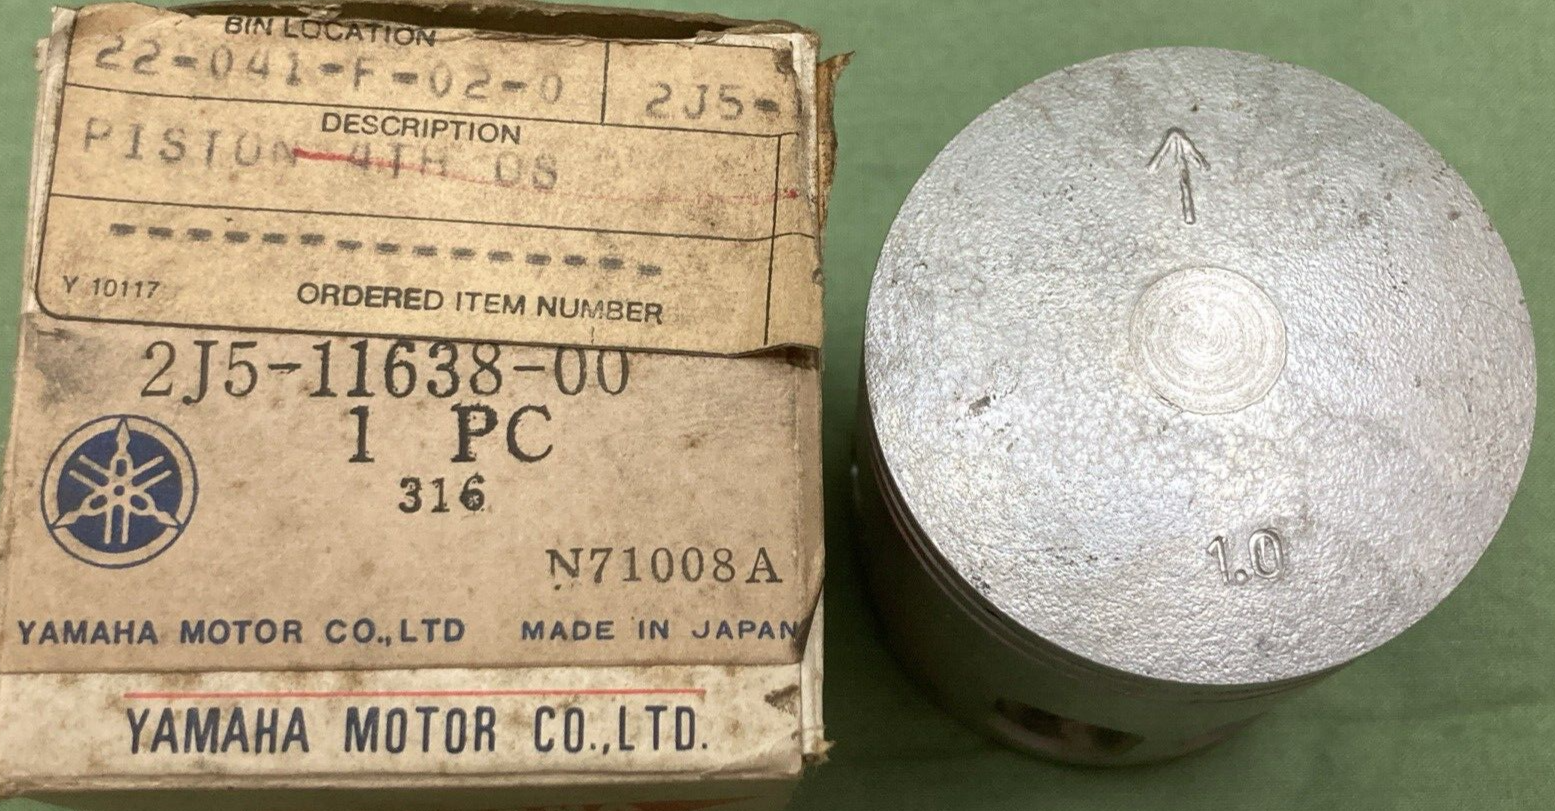 BIN LOCATION
22-041-F-02-0 2J5-
DESCRIPTION
PISTON 4TH OS
---------------
Y 10117 ORDERED ITEM NUMBER
2J5-11638-00
1 PC
316
N71008A
YAMAHA MOTOR CO.,LTD MADE IN JAPAN
YAMAHA MOTOR CO.,LTD.
1.0